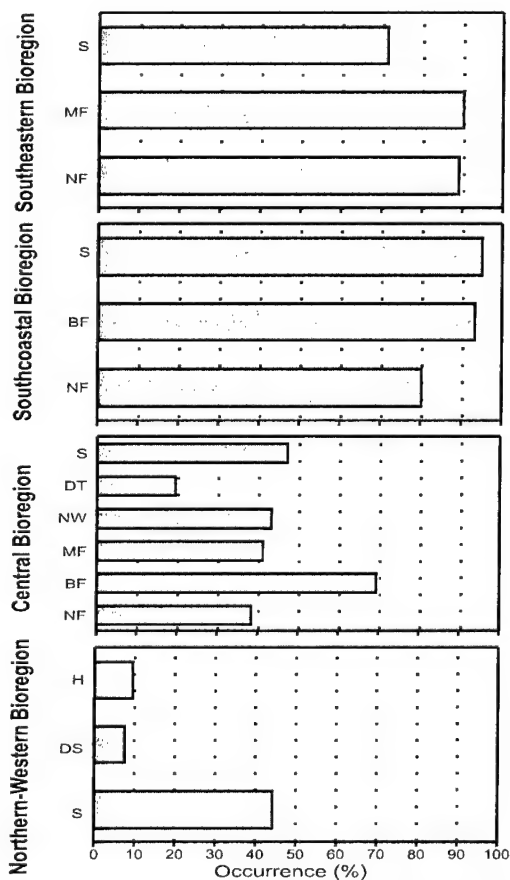 Southeastern Bioregion
S
MF
NF
Southcoastal Bioregion
S
BF
NF
Central Bioregion
S
DT
NW
MF
BF
NF
Northern-Western Bioregion
H
DS
S
0 10 20 30 40 50 60 70 80 90 100
Occurrence (%)